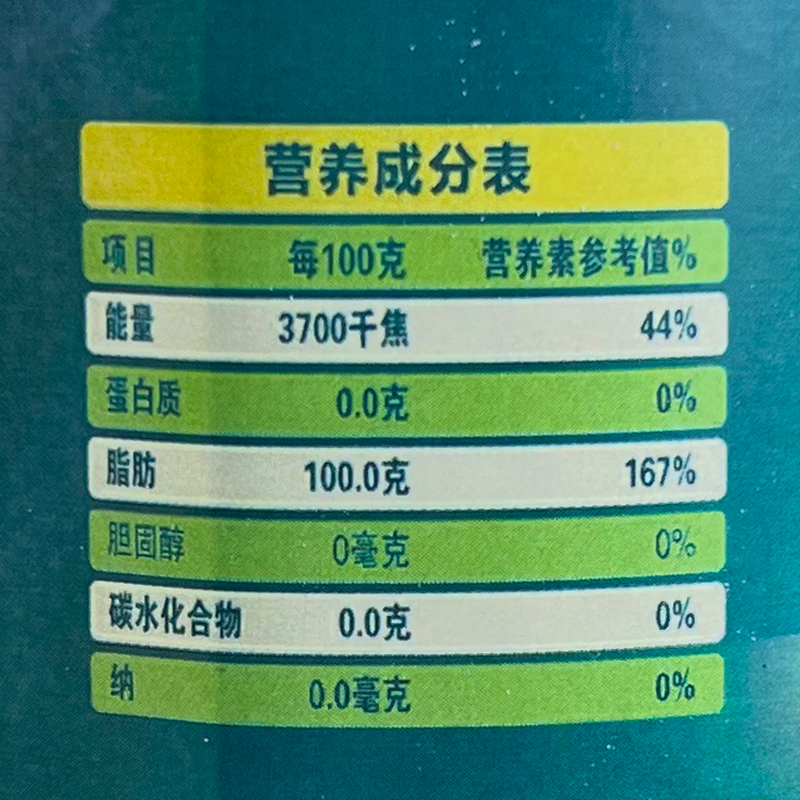 营养成分表
项目 每100克 营养素参考值%
能量 3700千焦 44%
蛋白质 0.0克 0%
脂肪 100.0克 167%
胆固醇 0毫克 0%
碳水化合物 0.0克 0%
纳 0.0毫克 0%